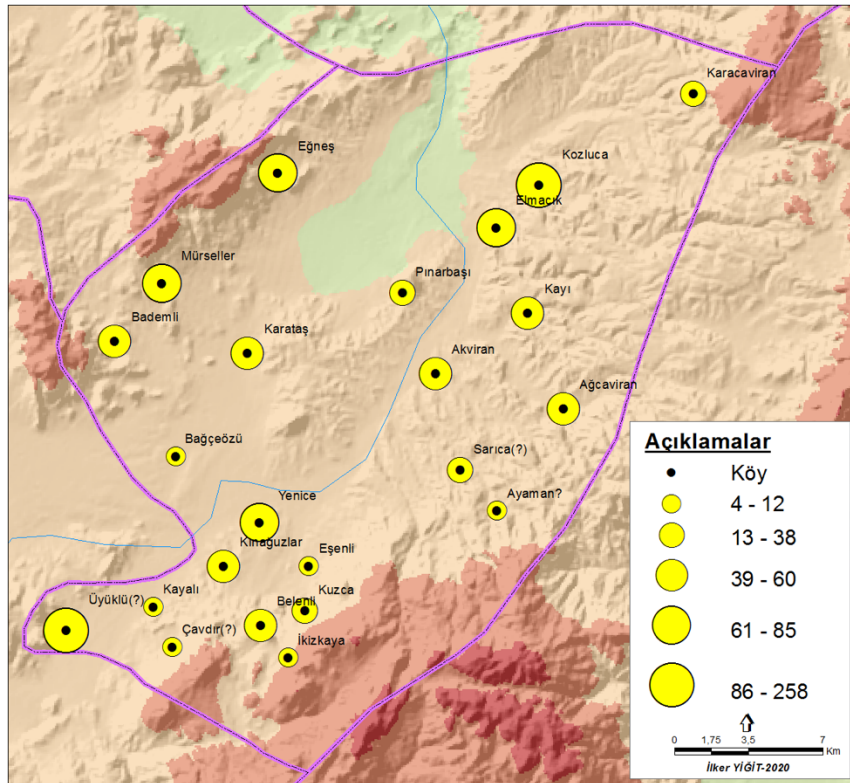 Karacaviran
Eğneş
Kozluca
Elmacık
Mürseller
Pınarbaşı
Kayı
Bademli
Karataş
Akviran
Ağcaviran
Bağçeözü
Sarıca(?)
Ayaman?
Yenice
Kınağuzlar
Eşenli
Kayalı
Kuzca
Üyüklü(?)
Belenli
Çavdır(?)
İkizkaya
Açıklamalar
Köy
4 - 12
13 - 38
39 - 60
61 - 85
86 - 258
0 1,75 3,5 7
Km
İlker YİĞİT-2020